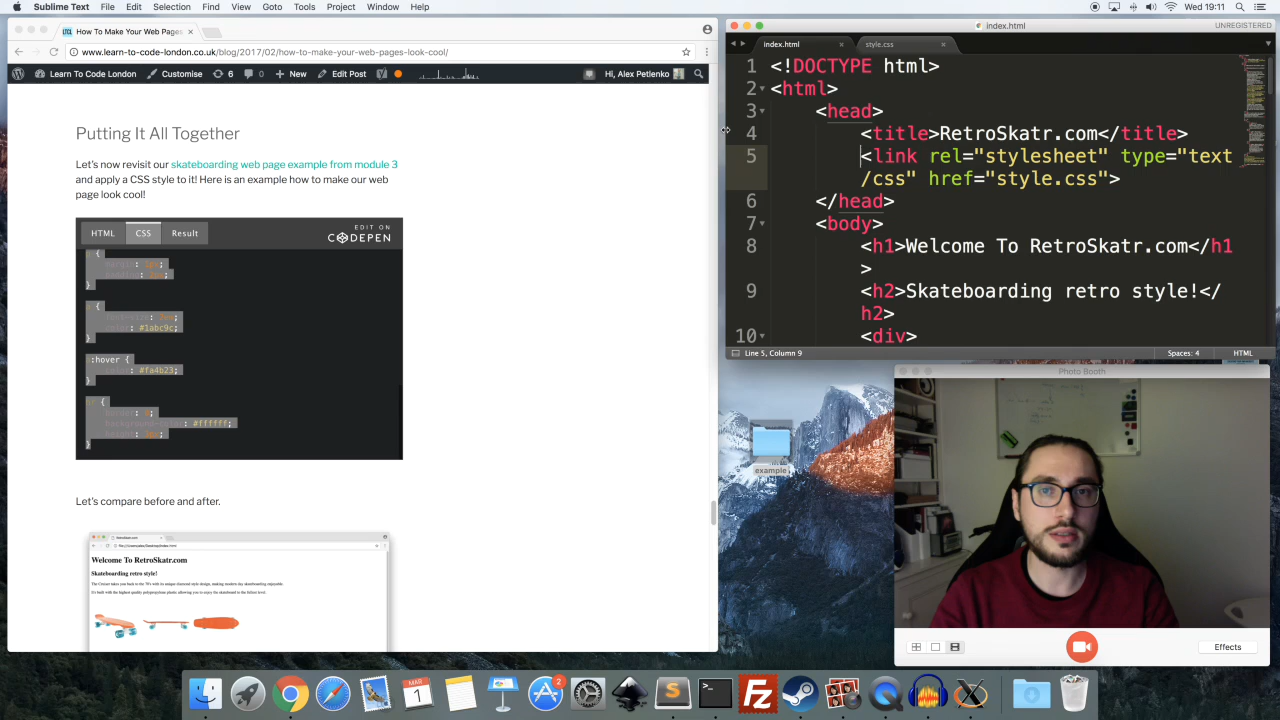 Sublime Text File Edit Selection Find View Goto Tools Project Window Help Wed 19:11
How To Make Your Web Pages
www.learn-to-code-london.co.uk/blog/2017/02/how-to-make-your-web-pages-look-cool/
Learn To Code London Customise 6 0 New Edit Post Hi, Alex Petlenko
Putting It All Together
Let's now revisit our skateboarding web page example from module 3
and apply a CSS style to it! Here is an example how to make our web
page look cool!
HTML CSS Result
EDIT ON
CODEPEN
{
}
{
color: #1abc9c;
}
:hover {
color: #fa4b23;
}
{
background-color: #ffffff;
}
Let's compare before and after.
Welcome To RetroSkatr.com
Skateboarding retro style!
index.html UNREGISTERED
index.html style.css
1 <!DOCTYPE html>
2 <html>
3 <head>
4 <title>RetroSkatr.com</title>
5 <link rel="stylesheet" type="text
/css" href="style.css">
6 </head>
7 <body>
8 <h1>Welcome To RetroSkatr.com</h1
>
9 <h2>Skateboarding retro style!</
h2>
10 <div>
Line 5, Column 9 Spaces: 4 HTML
example
Photo Booth
Effects
MAR
1
2